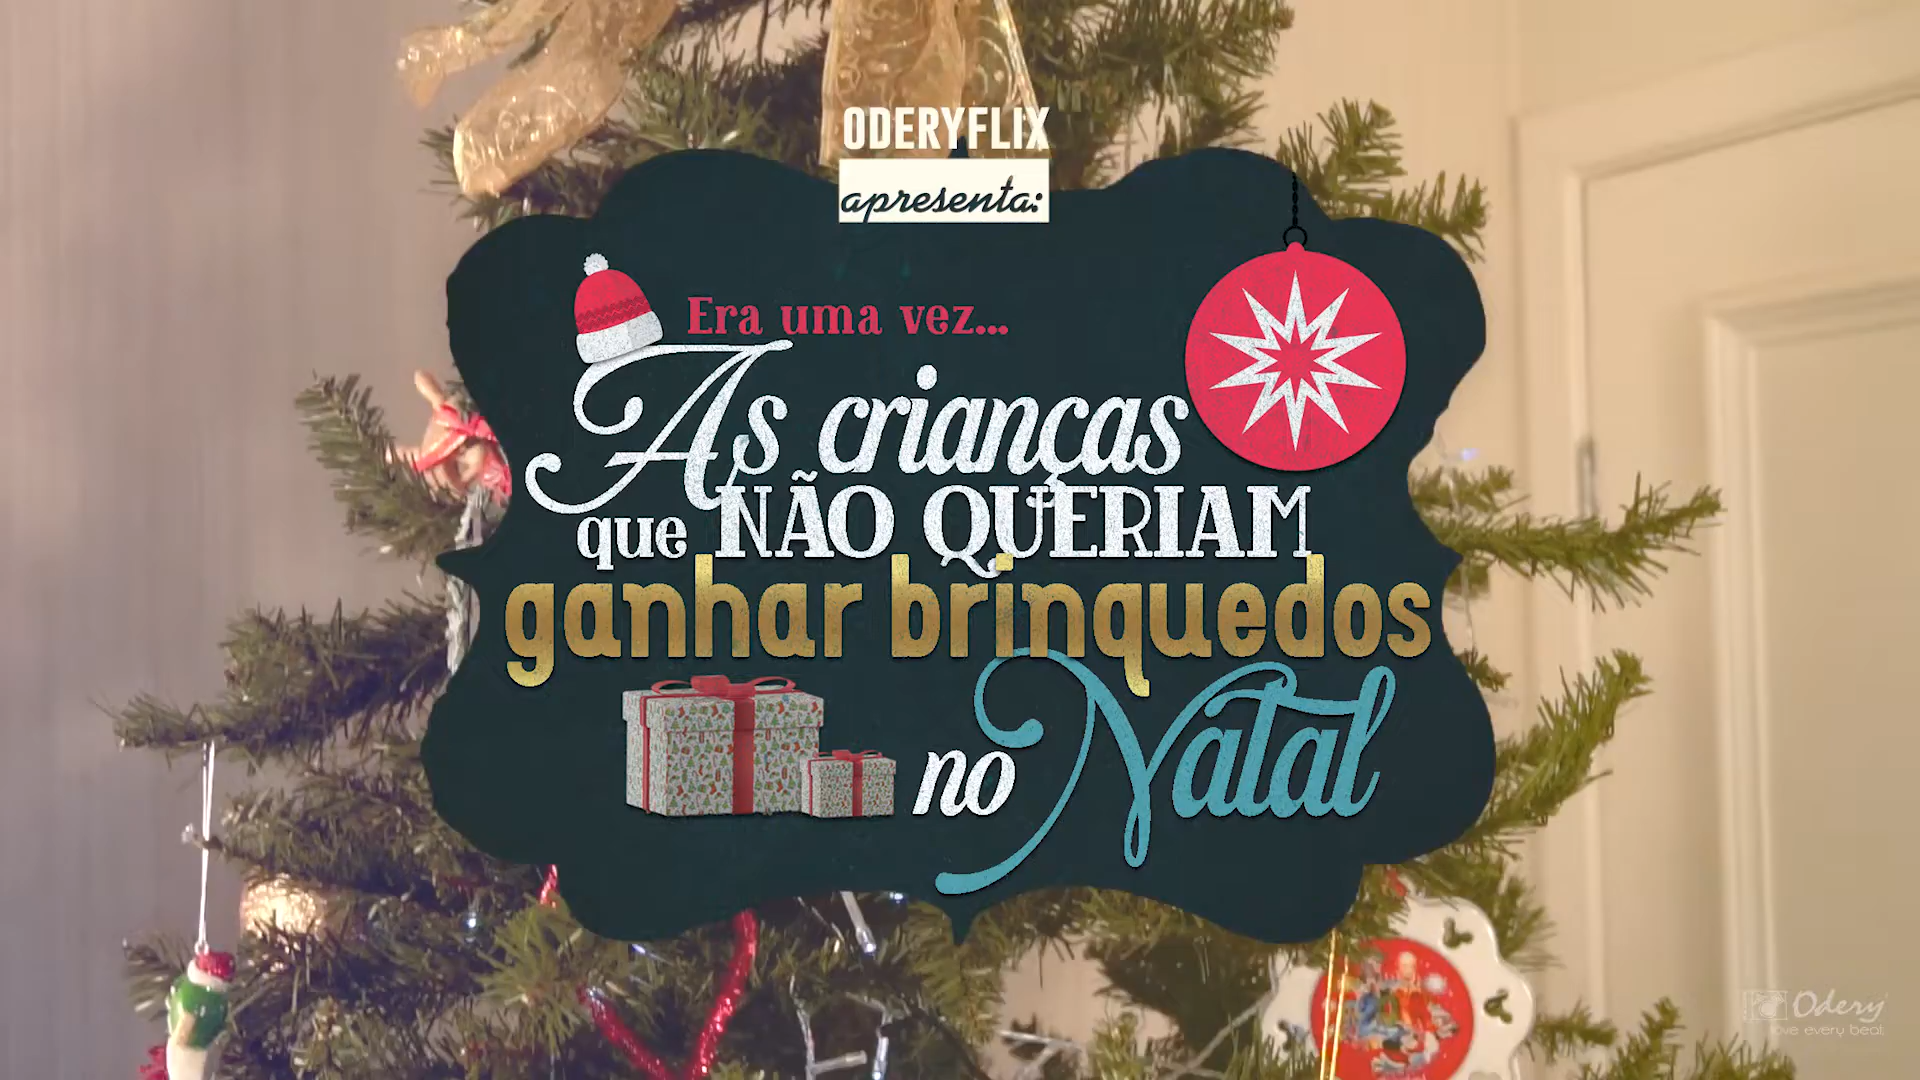 ODERYFLIX
apresenta:
Era uma vez...
As crianças
que NÃO QUERIAM
ganhar brinquedos
no Natal
Odery
love every beat.